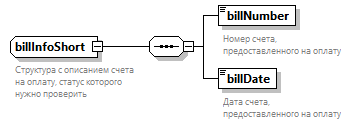 billInfoShort
Структура с описанием счета
на оплату, статус которого
нужно проверить
billNumber
Номер счета,
предоставленного на оплату
billDate
Дата счета,
предоставленного на оплату